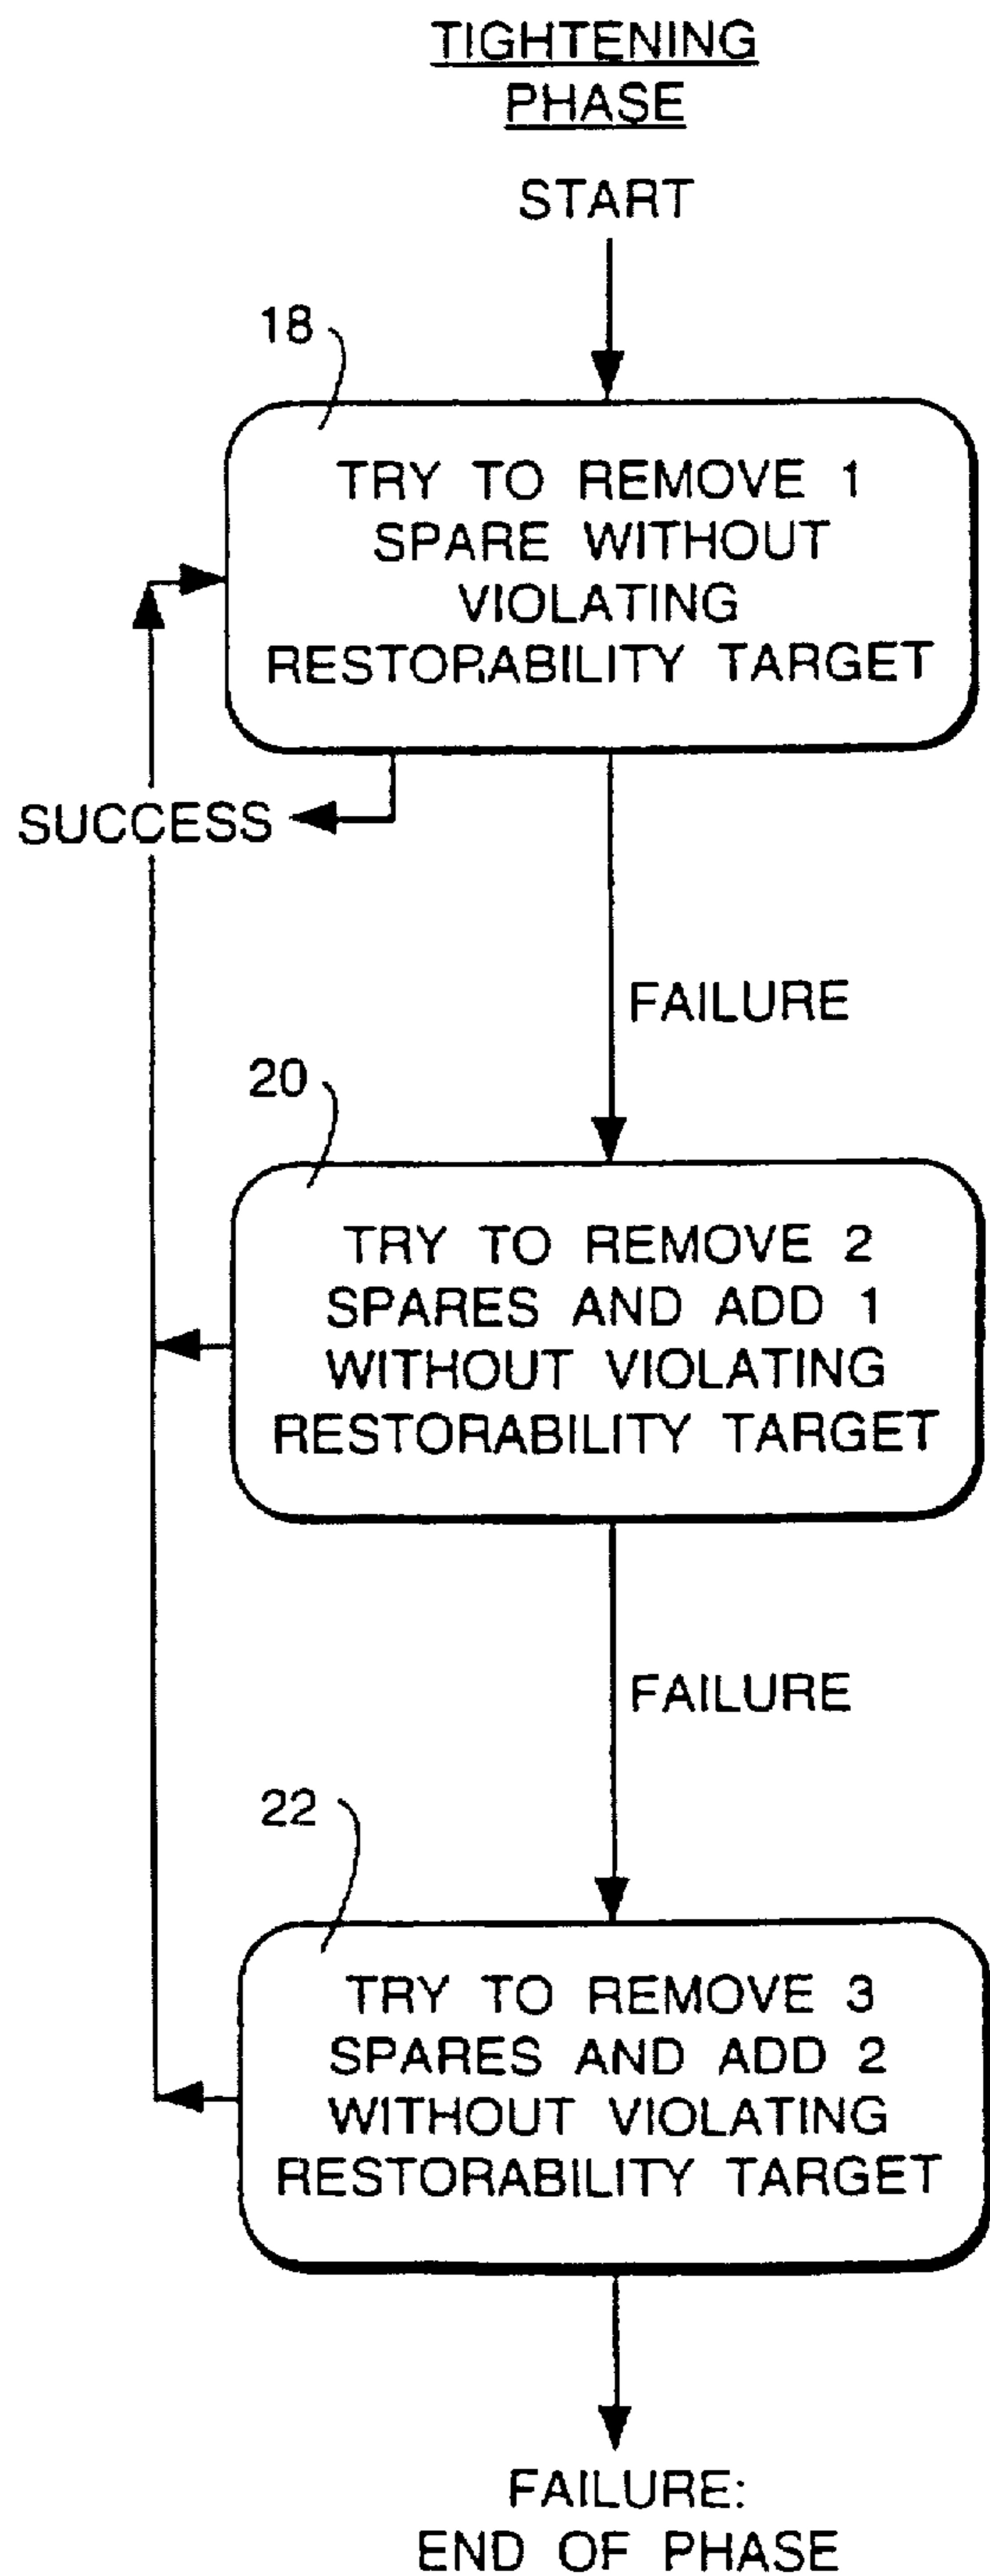 TIGHTENING
PHASE
START
18
TRY TO REMOVE 1
SPARE WITHOUT
VIOLATING
RESTORABILITY TARGET
SUCCESS
FAILURE
20
TRY TO REMOVE 2
SPARES AND ADD 1
WITHOUT VIOLATING
RESTORABILITY TARGET
FAILURE
22
TRY TO REMOVE 3
SPARES AND ADD 2
WITHOUT VIOLATING
RESTORABILITY TARGET
FAILURE:
END OF PHASE